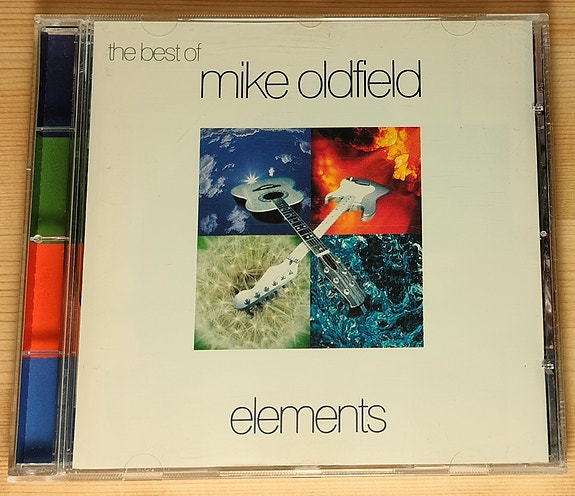 the best of
mike oldfield
elements